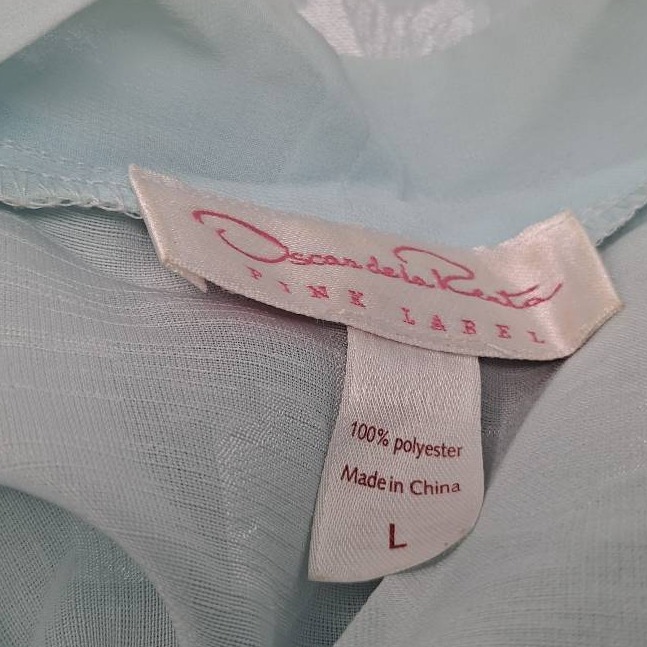 Oscar de la Renta
PINK LABEL
100% polyester
Made in China
L